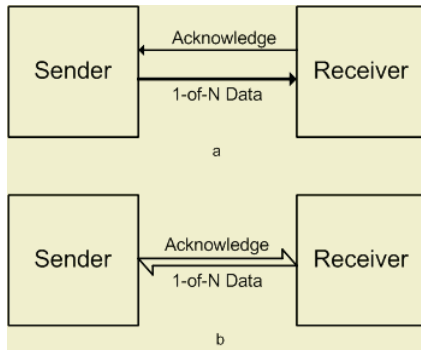 Acknowledge
Sender
Receiver
1-of-N Data
a
Acknowledge
Sender
Receiver
1-of-N Data
b